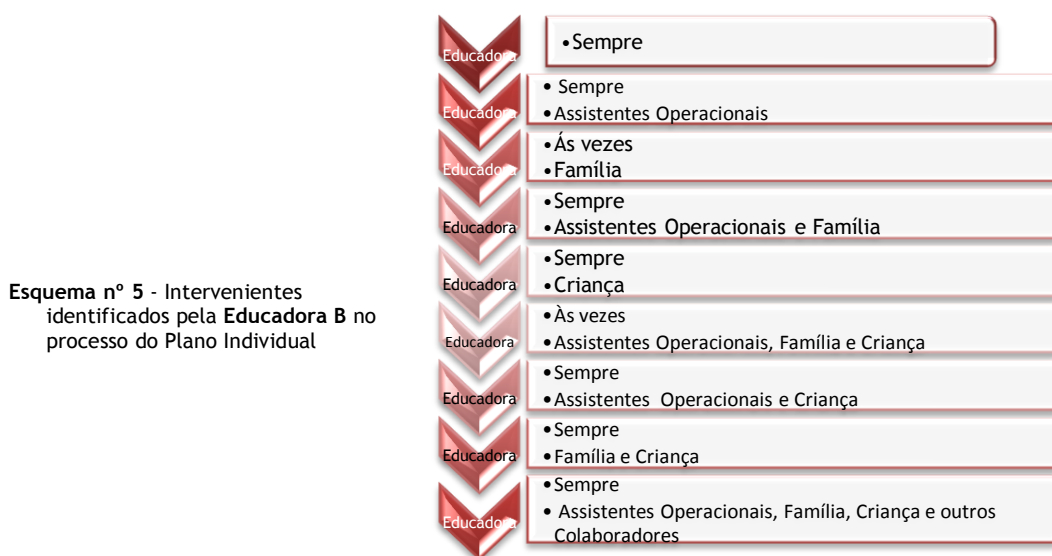 Educadora
•Sempre
Educadora
• Sempre
•Assistentes Operacionais
Educadora
•Ás vezes
•Família
Educadora
•Sempre
•Assistentes Operacionais e Família
Educadora
•Sempre
•Criança
Educadora
•Às vezes
•Assistentes Operacionais, Família e Criança
Educadora
•Sempre
•Assistentes Operacionais e Criança
Educadora
•Sempre
•Família e Criança
Educadora
•Sempre
• Assistentes Operacionais, Família, Criança e outros
Colaboradores
Esquema nº 5 - Intervenientes
identificados pela Educadora B no
processo do Plano Individual